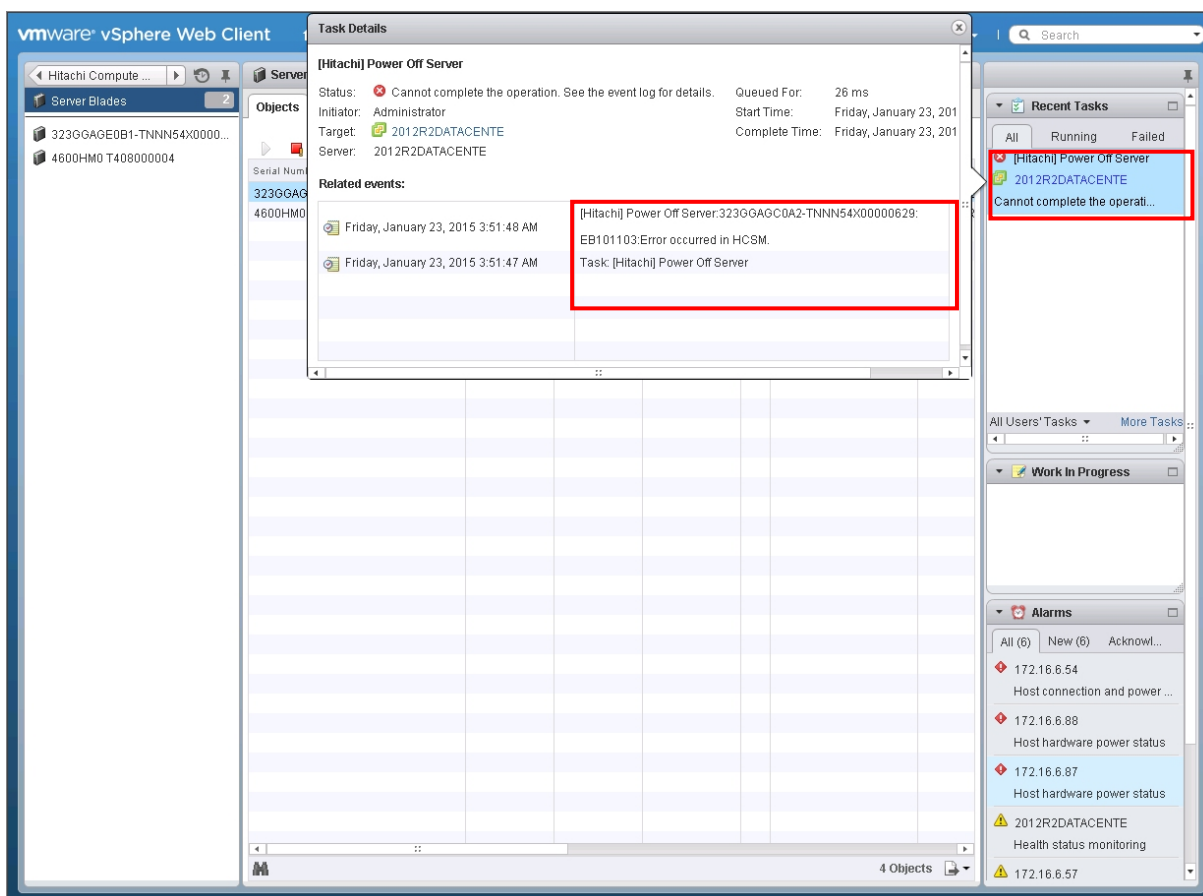 vmware® vSphere Web Client
Search
Hitachi Compute ...
Server Blades 2
323GGAGE0B1-TNNN54X0000...
4600HM0 T408000004
Server
Objects
Serial Num
323GGAG
4600HM0
4 Objects
Task Details
[Hitachi] Power Off Server
Status: Cannot complete the operation. See the event log for details. Queued For: 26 ms
Initiator: Administrator Start Time: Friday, January 23, 201
Target: 2012R2DATACENTE Complete Time: Friday, January 23, 201
Server: 2012R2DATACENTE
Related events:
Friday, January 23, 2015 3:51:48 AM
[Hitachi] Power Off Server:323GGAGC0A2-TNNN54X00000629:
EB101103:Error occurred in HCSM.
Friday, January 23, 2015 3:51:47 AM Task: [Hitachi] Power Off Server
Recent Tasks
All Running Failed
[Hitachi] Power Off Server
2012R2DATACENTE
Cannot complete the operati...
All Users' Tasks More Tasks
Work In Progress
Alarms
All (6) New (6) Acknowl...
172.16.6.54
Host connection and power ...
172.16.6.88
Host hardware power status
172.16.6.87
Host hardware power status
2012R2DATACENTE
Health status monitoring
172.16.6.57